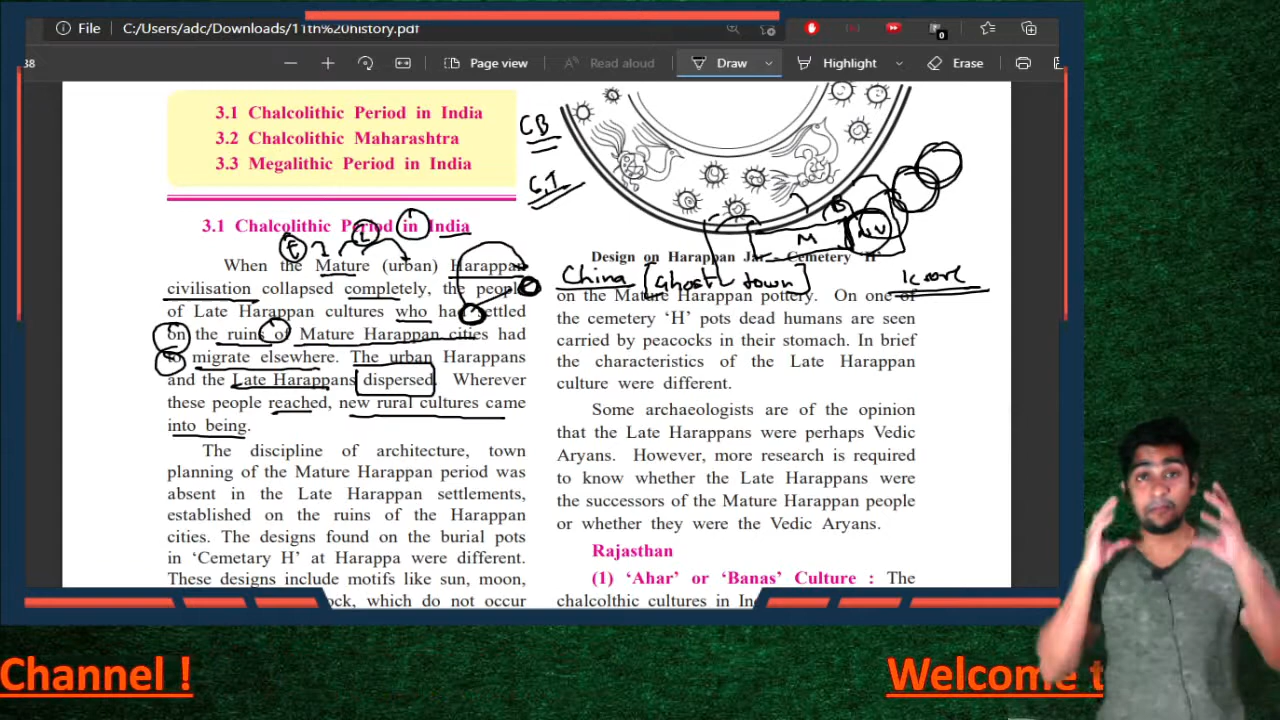 File C:/Users/adc/Downloads/11th%20history.pdf
0
38
Page view
Read aloud
Draw
Highlight
Erase
3.1 Chalcolithic Period in India
3.2 Chalcolithic Maharashtra
3.3 Megalithic Period in India
3.1 Chalcolithic Period in India
When the Mature (urban) Harappan
civilisation collapsed completely, the people
of Late Harappan cultures who had settled
on the ruins of Mature Harappan cities had
to migrate elsewhere. The urban Harappans
and the Late Harappans dispersed. Wherever
these people reached, new rural cultures came
into being.
The discipline of architecture, town
planning of the Mature Harappan period was
absent in the Late Harappan settlements,
established on the ruins of the Harappan
cities. The designs found on the burial pots
in 'Cemetary H' at Harappa were different.
These designs include motifs like sun, moon,
ock, which do not occur
CB
E
L
M
Design on Harappan Jar - Cemetery 'H'
China [Ghost town]
on the Mature Harappan pottery. On one of
the cemetery 'H' pots dead humans are seen
carried by peacocks in their stomach. In brief
the characteristics of the Late Harappan
culture were different.
Some archaeologists are of the opinion
that the Late Harappans were perhaps Vedic
Aryans. However, more research is required
to know whether the Late Harappans were
the successors of the Mature Harappan people
or whether they were the Vedic Aryans.
Rajasthan
(1) 'Ahar' or 'Banas' Culture : The
chalcolthic cultures in In
Channel !
Welcome t